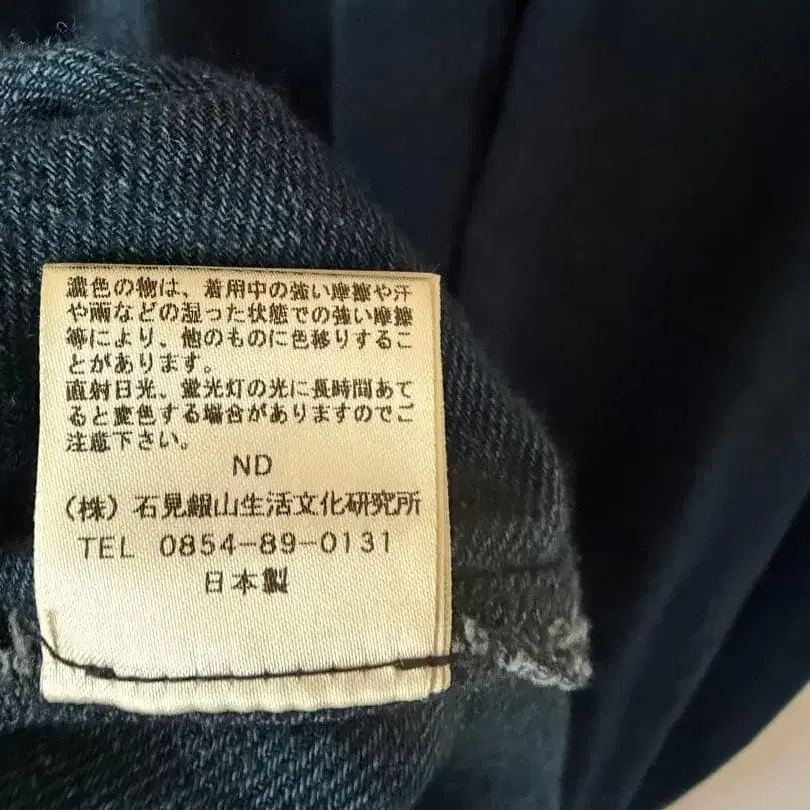 濃色の物は、着用中の強い摩擦や汗
や雨などの湿った状態での強い摩擦
等により、他のものに色移りするこ
とがあります。
直射日光、蛍光灯の光に長時間あて
ると変色する場合がありますのでご
注意下さい。
ND
(株)石見銀山生活文化研究所
TEL 0854-89-0131
日本製